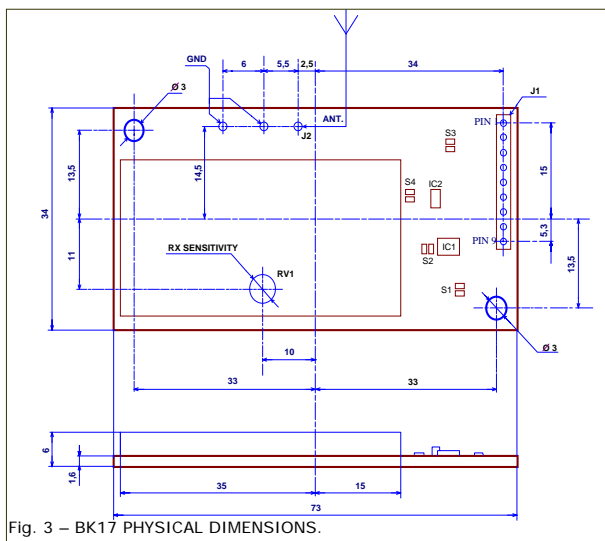 GND
6
5,5
2,5
34
Ø 3
ANT.
J2
J1
PIN
S3
34
13,5
14,5
S4
IC2
15
RX SENSITIVITY
RV1
11
IC1
S2
PIN 9
5,3
13,5
S1
10
33
33
Ø 3
6
1,6
35
15
73
Fig. 3 – BK17 PHYSICAL DIMENSIONS.